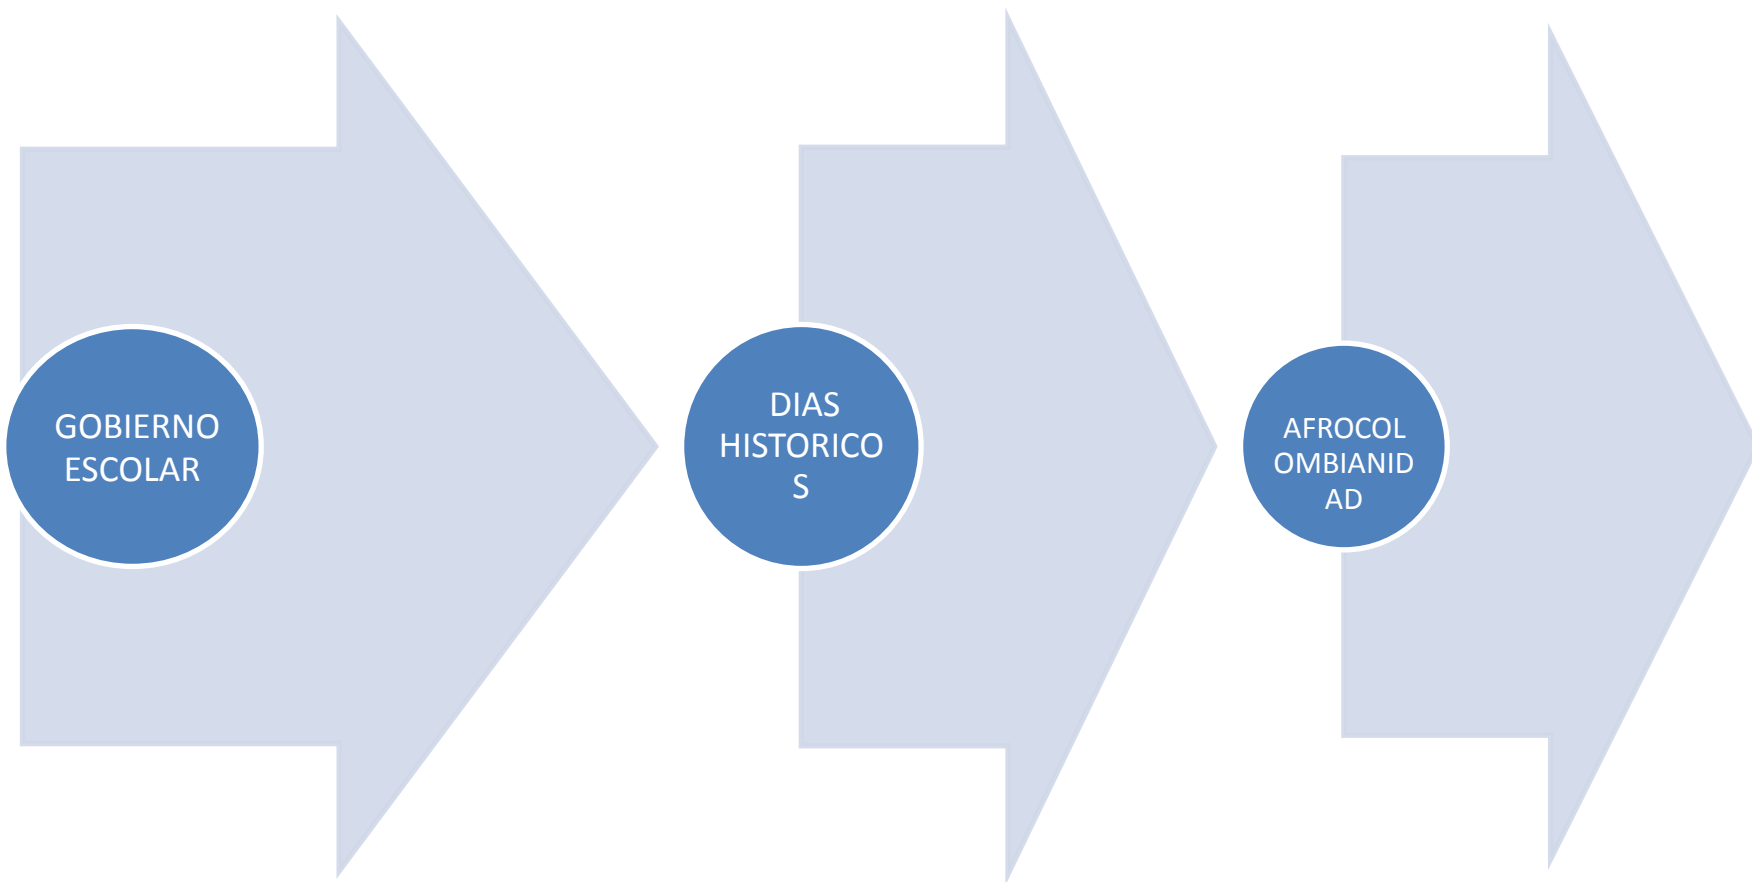 GOBIERNO
ESCOLAR
DIAS
HISTORICO
S
AFROCOL
OMBIANID
AD